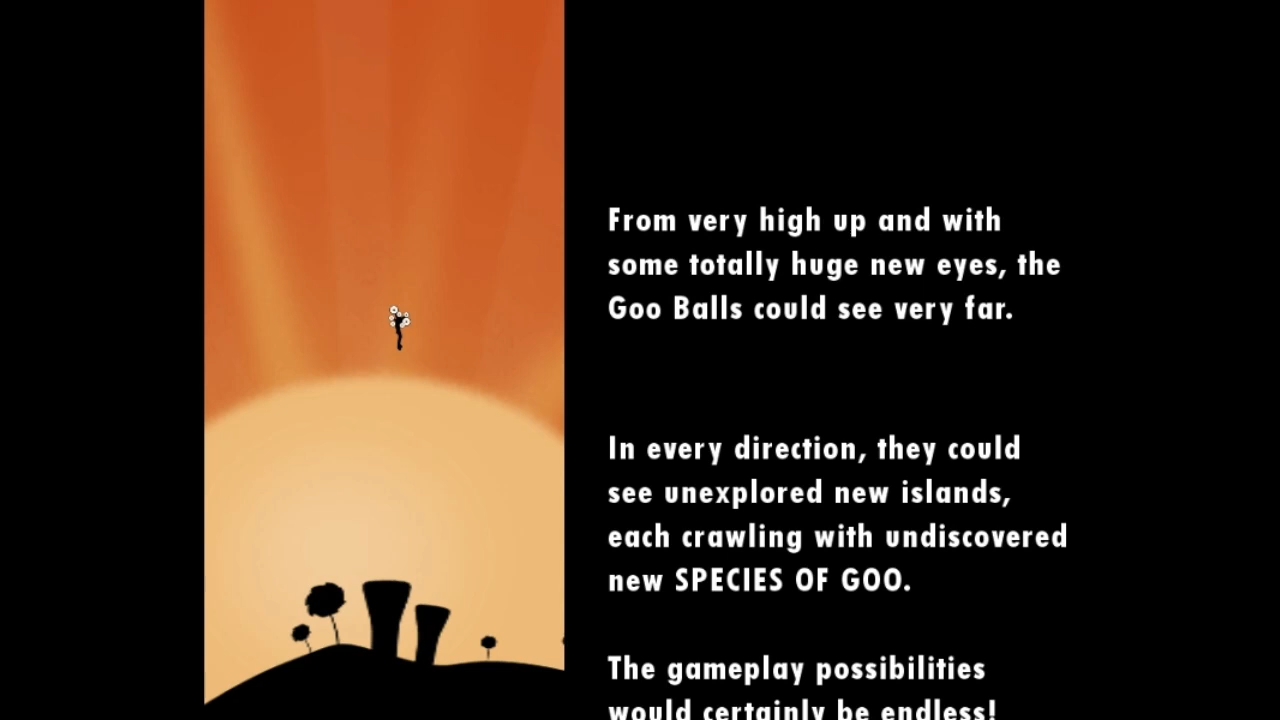 From very high up and with
some totally huge new eyes, the
Goo Balls could see very far.
In every direction, they could
see unexplored new islands,
each crawling with undiscovered
new SPECIES OF GOO.
The gameplay possibilities
would certainly be endless!